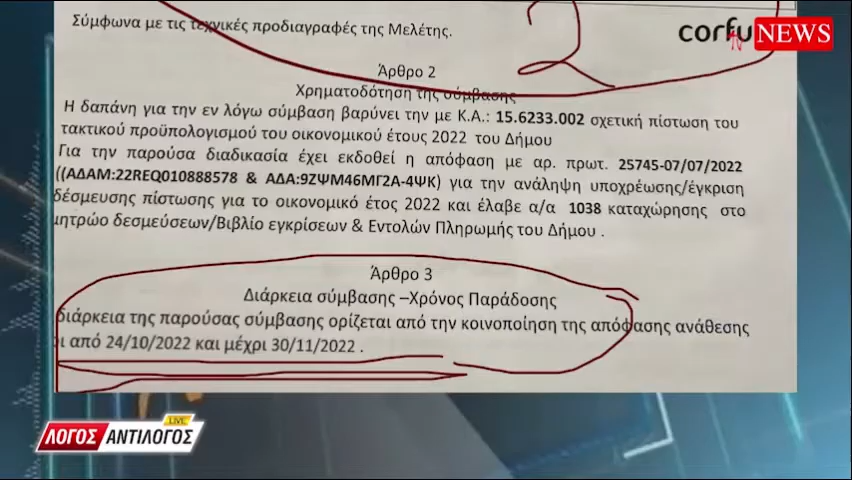 Σύμφωνα με τις τεχνικές προδιαγραφές της Μελέτης.
2
corfu TV NEWS
Άρθρο 2
Χρηματοδότηση της σύμβασης
Η δαπάνη για την εν λόγω σύμβαση βαρύνει την με Κ.Α.: 15.6233.002 σχετική πίστωση του
τακτικού προϋπολογισμού του οικονομικού έτους 2022 του Δήμου
Για την παρούσα διαδικασία έχει εκδοθεί η απόφαση με αρ. πρωτ. 25745-07/07/2022
((ΑΔΑΜ:22REQ010888578 & ΑΔΑ:9ΖΨΜ46ΜΓ2Α-4ΨΚ) για την ανάληψη υποχρέωσης/έγκριση
δέσμευσης πίστωσης για το οικονομικό έτος 2022 και έλαβε α/α 1038 καταχώρησης στο
μητρώο δεσμεύσεων/Βιβλίο εγκρίσεων & Εντολών Πληρωμής του Δήμου .
Άρθρο 3
Διάρκεια σύμβασης –Χρόνος Παράδοσης
διάρκεια της παρούσας σύμβασης ορίζεται από την κοινοποίηση της απόφασης ανάθεσης
ι από 24/10/2022 και μέχρι 30/11/2022 .
LIVE
ΛΟΓΟΣ ΑΝΤΙΛΟΓΟΣ